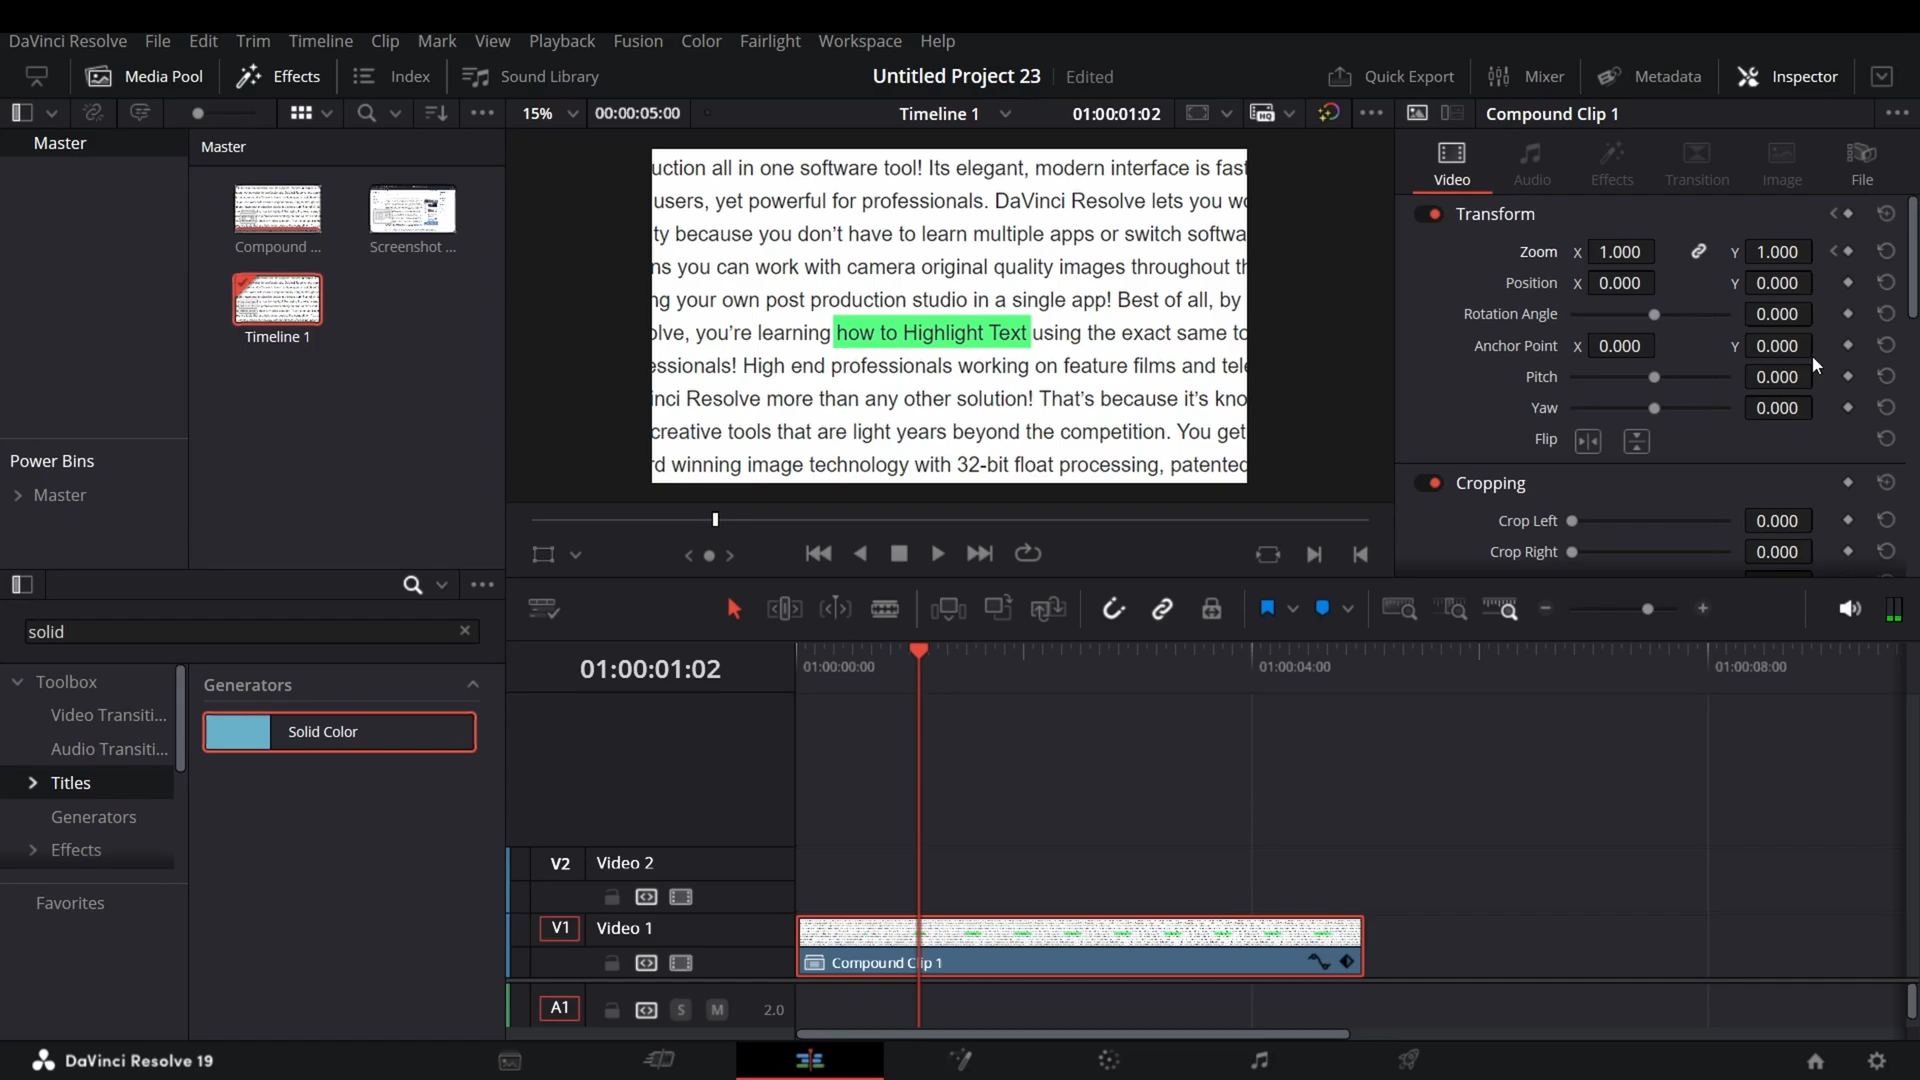 DaVinci Resolve File Edit Trim Timeline Clip Mark View Playback Fusion Color Fairlight Workspace Help
Media Pool Effects Index Sound Library Untitled Project 23 Edited Quick Export Mixer Metadata Inspector
15% 00:00:05:00 Timeline 1 01:00:01:02 HQ Compound Clip 1
Master
Master
Compound ...
Screenshot ...
Timeline 1
Power Bins
Master
uction all in one software tool! Its elegant, modern interface is fast
users, yet powerful for professionals. DaVinci Resolve lets you wo
ty because you don't have to learn multiple apps or switch softwa
ns you can work with camera original quality images throughout th
ng your own post production studio in a single app! Best of all, by
olve, you're learning how to Highlight Text using the exact same to
essionals! High end professionals working on feature films and tele
inci Resolve more than any other solution! That's because it's kno
creative tools that are light years beyond the competition. You get
rd winning image technology with 32-bit float processing, patented
Video Audio Effects Transition Image File
Transform
Zoom X 1.000 Y 1.000
Position X 0.000 Y 0.000
Rotation Angle 0.000
Anchor Point X 0.000 Y 0.000
Pitch 0.000
Yaw 0.000
Flip
Cropping
Crop Left 0.000
Crop Right 0.000
solid
Toolbox
Video Transiti...
Audio Transiti...
Titles
Generators
Effects
Favorites
Generators
Solid Color
01:00:01:02
01:00:00:00 01:00:04:00 01:00:08:00
V2 Video 2
V1 Video 1
Compound Clip 1
A1 S M 2.0
DaVinci Resolve 19